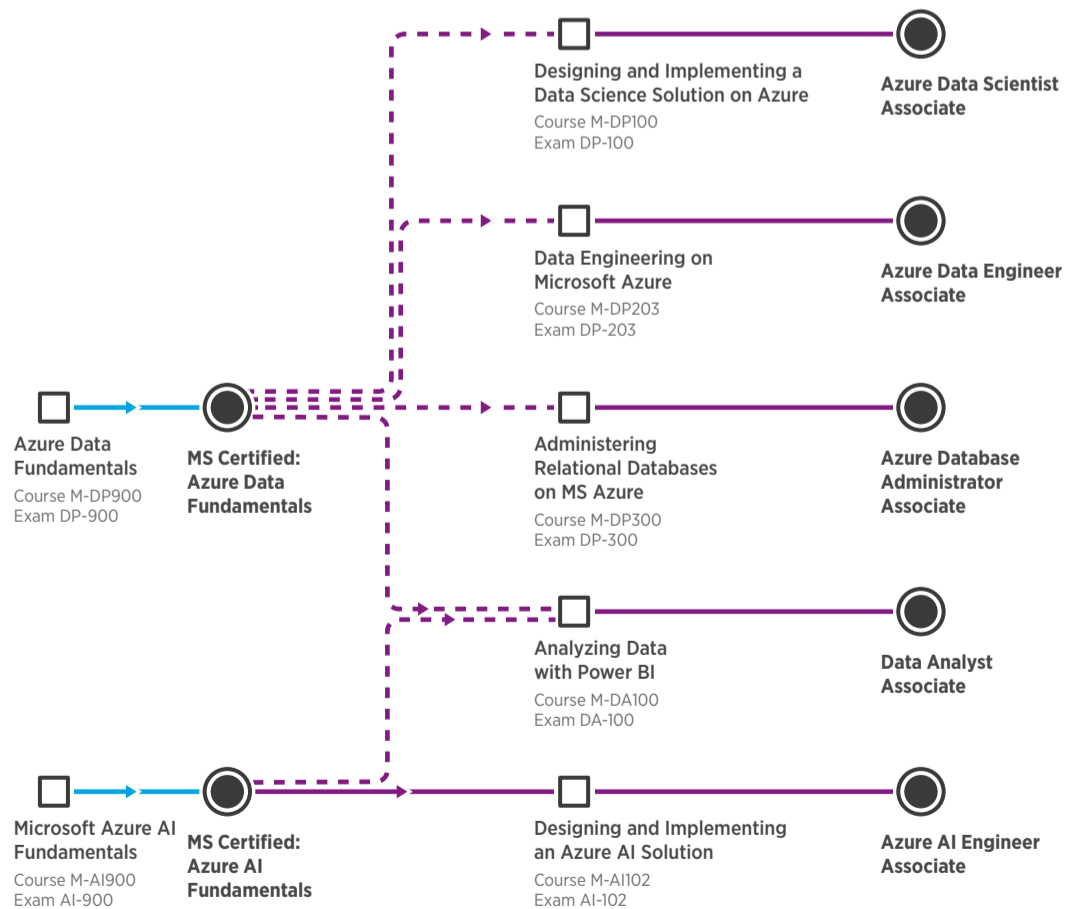 Designing and Implementing a
Data Science Solution on Azure
Course M-DP100
Exam DP-100
Azure Data Scientist
Associate
Data Engineering on
Microsoft Azure
Course M-DP203
Exam DP-203
Azure Data Engineer
Associate
Azure Data
Fundamentals
Course M-DP900
Exam DP-900
MS Certified:
Azure Data
Fundamentals
Administering
Relational Databases
on MS Azure
Course M-DP300
Exam DP-300
Azure Database
Administrator
Associate
Analyzing Data
with Power BI
Course M-DA100
Exam DA-100
Data Analyst
Associate
Microsoft Azure AI
Fundamentals
Course M-AI900
Exam AI-900
MS Certified:
Azure AI
Fundamentals
Designing and Implementing
an Azure AI Solution
Course M-AI102
Exam AI-102
Azure AI Engineer
Associate